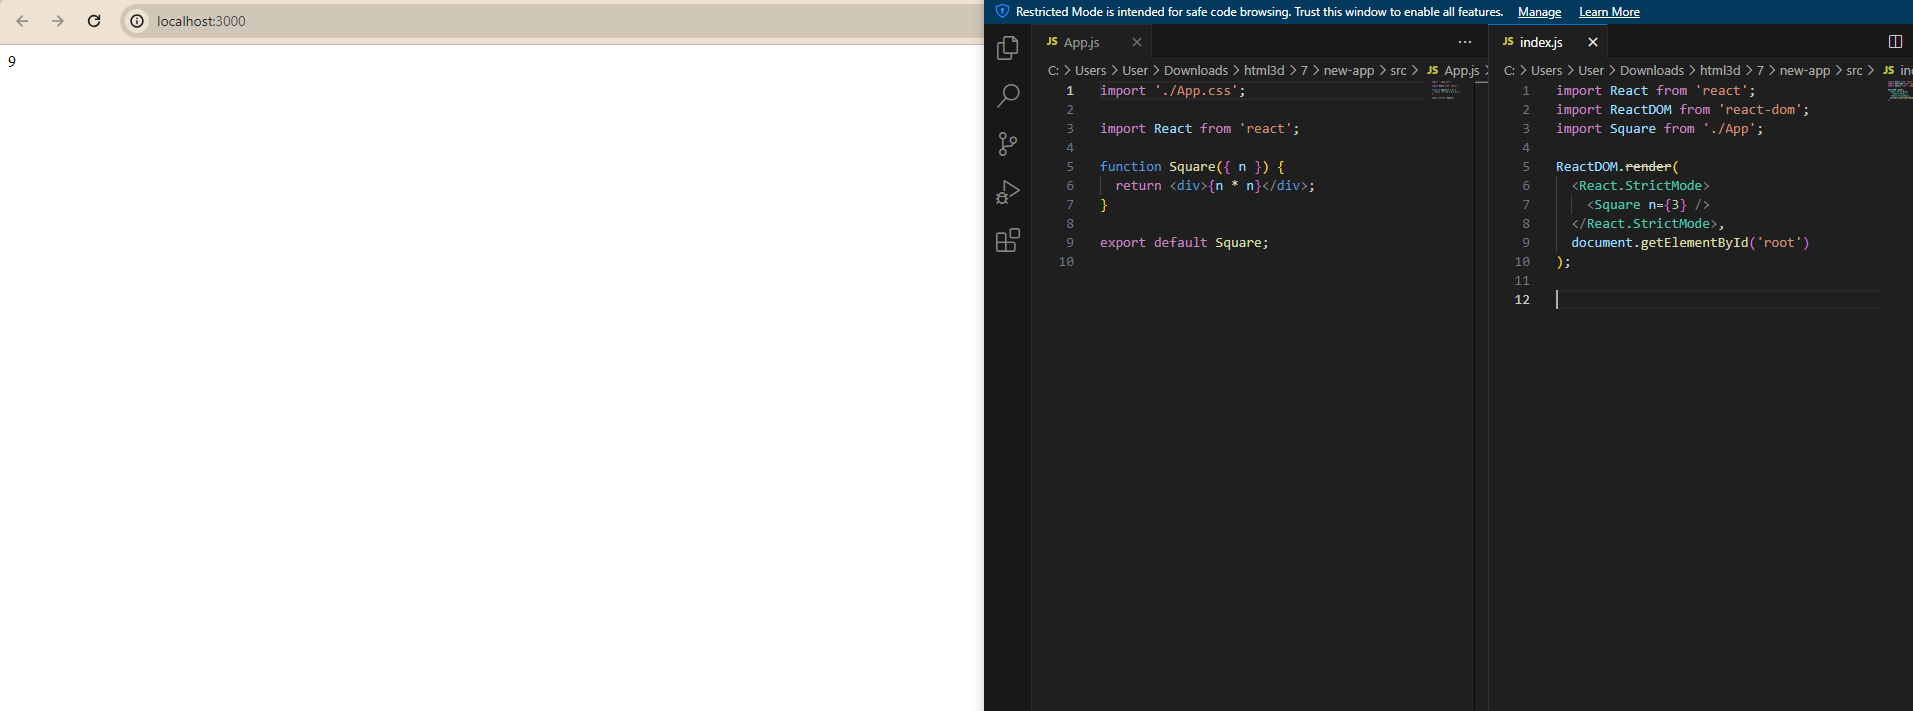 localhost:3000
9
Restricted Mode is intended for safe code browsing. Trust this window to enable all features. Manage Learn More
JS App.js
C: > Users > User > Downloads > html3d > 7 > new-app > src > JS App.js >
1 import './App.css';
2
3 import React from 'react';
4
5 function Square({ n }) {
6 return <div>{n * n}</div>;
7 }
8
9 export default Square;
10
JS index.js
C: > Users > User > Downloads > html3d > 7 > new-app > src > JS in
1 import React from 'react';
2 import ReactDOM from 'react-dom';
3 import Square from './App';
4
5 ReactDOM.render(
6 <React.StrictMode>
7 <Square n={3} />
8 </React.StrictMode>,
9 document.getElementById('root')
10 );
11
12